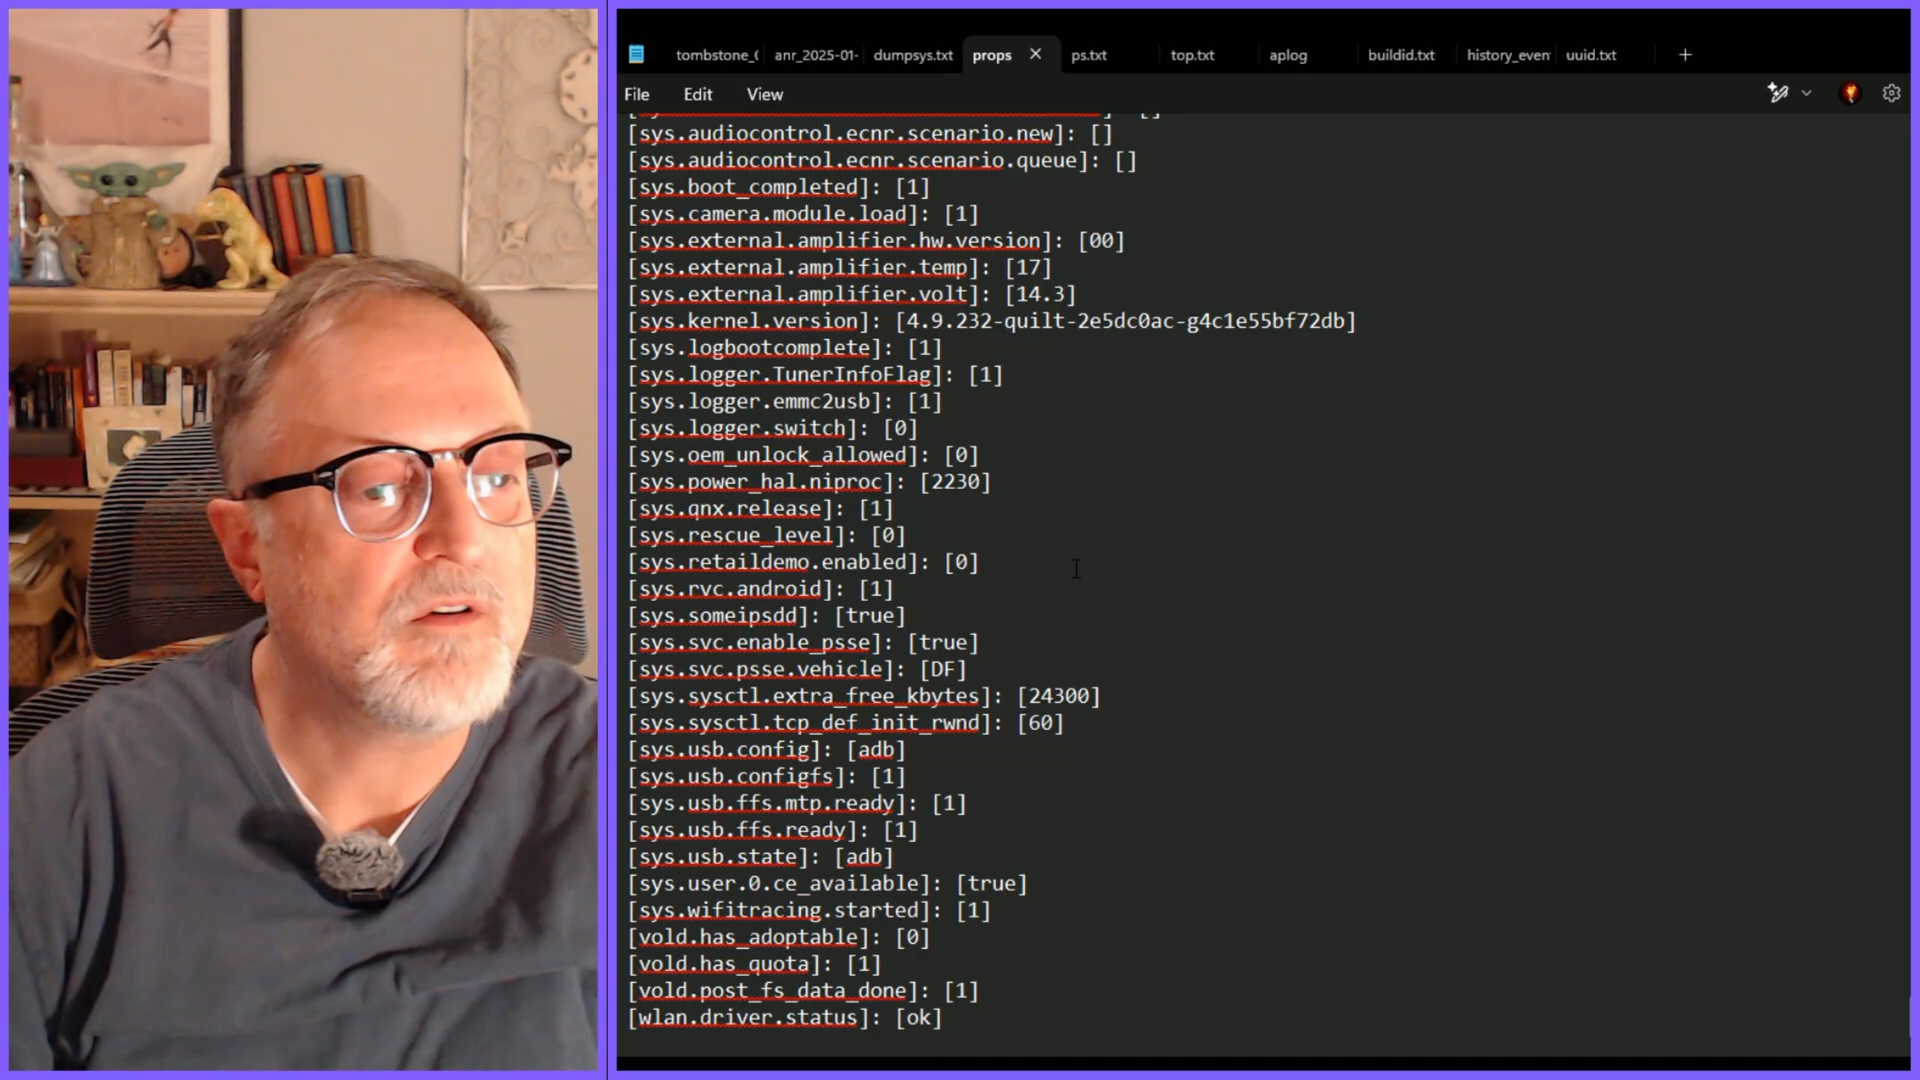 tombstone_(
anr_2025-01-
dumpsys.txt
props
ps.txt
top.txt
aplog
buildid.txt
history_even
uuid.txt
File
Edit
View
[sys.audiocontrol.ecnr.scenario.new]: []
[sys.audiocontrol.ecnr.scenario.queue]: []
[sys.boot_completed]: [1]
[sys.camera.module.load]: [1]
[sys.external.amplifier.hw.version]: [00]
[sys.external.amplifier.temp]: [17]
[sys.external.amplifier.volt]: [14.3]
[sys.kernel.version]: [4.9.232-quilt-2e5dc0ac-g4c1e55bf72db]
[sys.logbootcomplete]: [1]
[sys.logger.TunerInfoFlag]: [1]
[sys.logger.emmc2usb]: [1]
[sys.logger.switch]: [0]
[sys.oem_unlock_allowed]: [0]
[sys.power_hal.niproc]: [2230]
[sys.qnx.release]: [1]
[sys.rescue_level]: [0]
[sys.retaildemo.enabled]: [0]
[sys.rvc.android]: [1]
[sys.someipsdd]: [true]
[sys.svc.enable_psse]: [true]
[sys.svc.psse.vehicle]: [DF]
[sys.sysctl.extra_free_kbytes]: [24300]
[sys.sysctl.tcp_def_init_rwnd]: [60]
[sys.usb.config]: [adb]
[sys.usb.configfs]: [1]
[sys.usb.ffs.mtp.ready]: [1]
[sys.usb.ffs.ready]: [1]
[sys.usb.state]: [adb]
[sys.user.0.ce_available]: [true]
[sys.wifitracing.started]: [1]
[vold.has_adoptable]: [0]
[vold.has_quota]: [1]
[vold.post_fs_data_done]: [1]
[wlan.driver.status]: [ok]